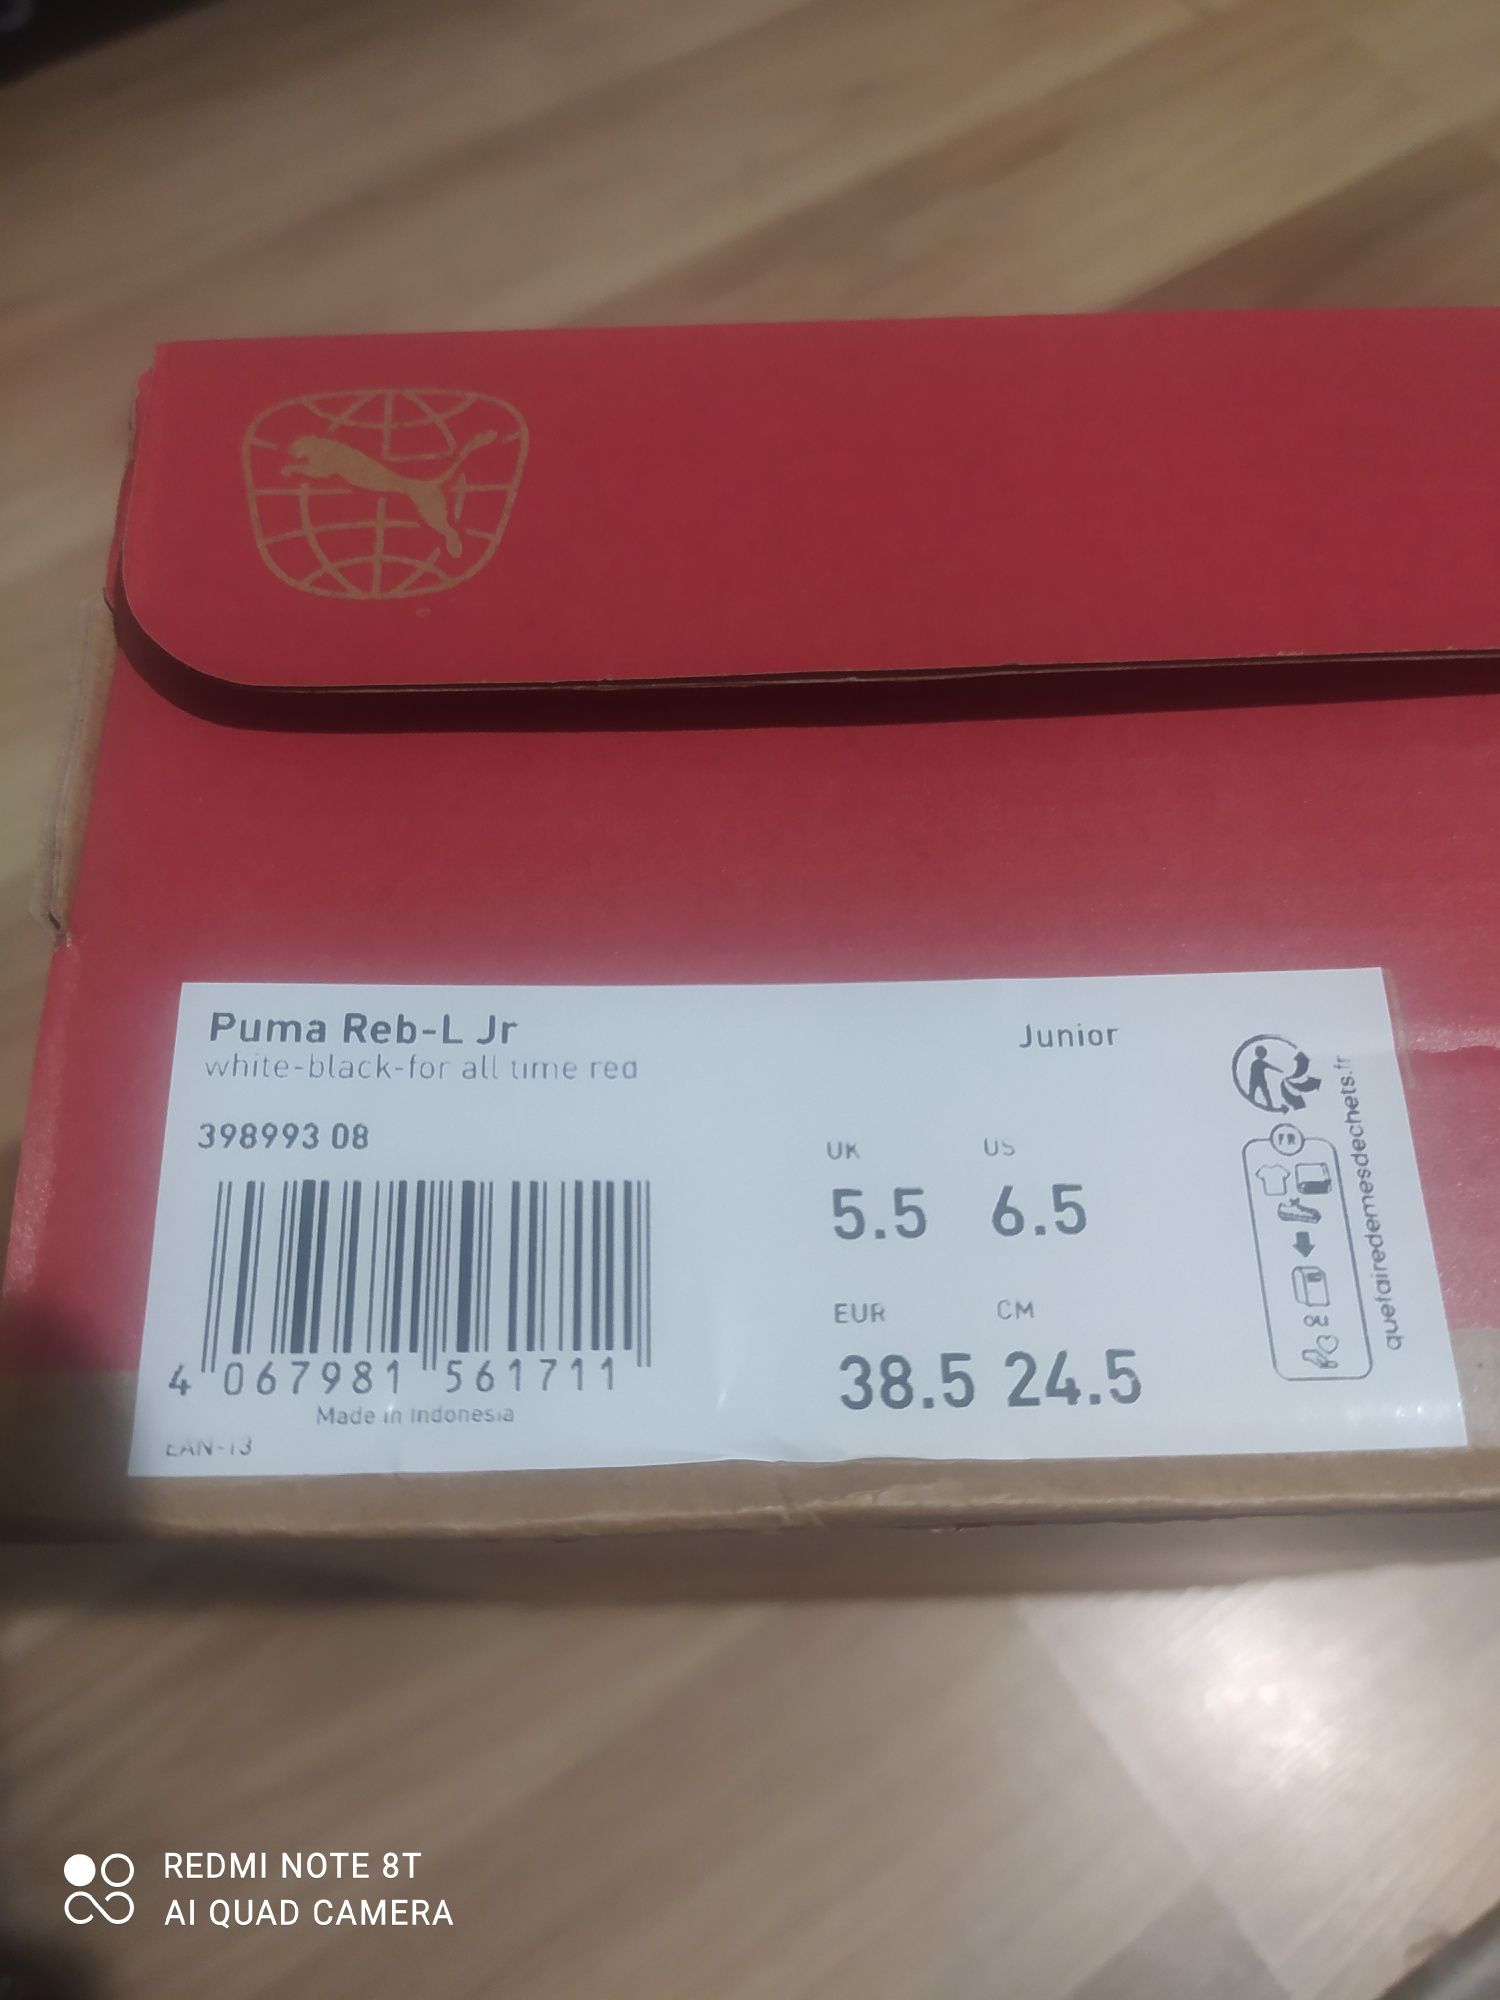 Puma Reb-L Jr
Junior
white-black-for all time red
398993 08
UK US
5.5 6.5
EUR CM
38.5 24.5
4 067981 561711
Made in Indonesia
EAN-13
FR
quefairedemesdechets.fr
REDMI NOTE 8T
AI QUAD CAMERA